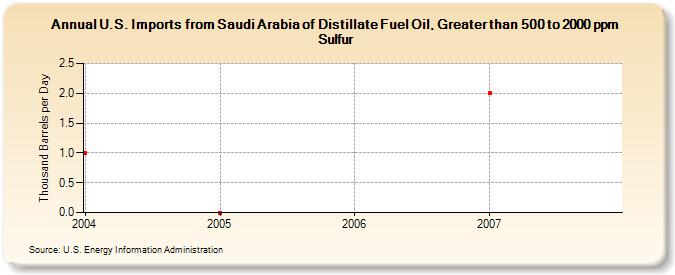 Annual U.S. Imports from Saudi Arabia of Distillate Fuel Oil, Greater than 500 to 2000 ppm
Sulfur
Thousand Barrels per Day
2.5
2.0
1.5
1.0
0.5
0.0
2004
2005
2006
2007
Source: U.S. Energy Information Administration